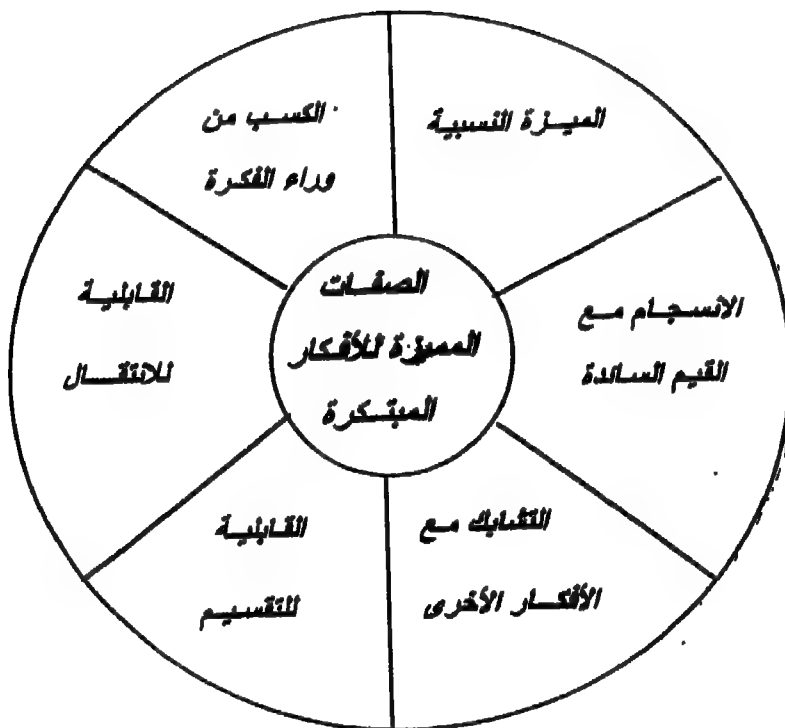 الصفات
المميزة للأفكار
المبتكرة
الميزة النسبية
الانسجام مع
القيم السائدة
التشابك مع
الأفكار الأخرى
القابلية
للتقسيم
القابلية
للانتقال
الكسب من
وراء الفكرة